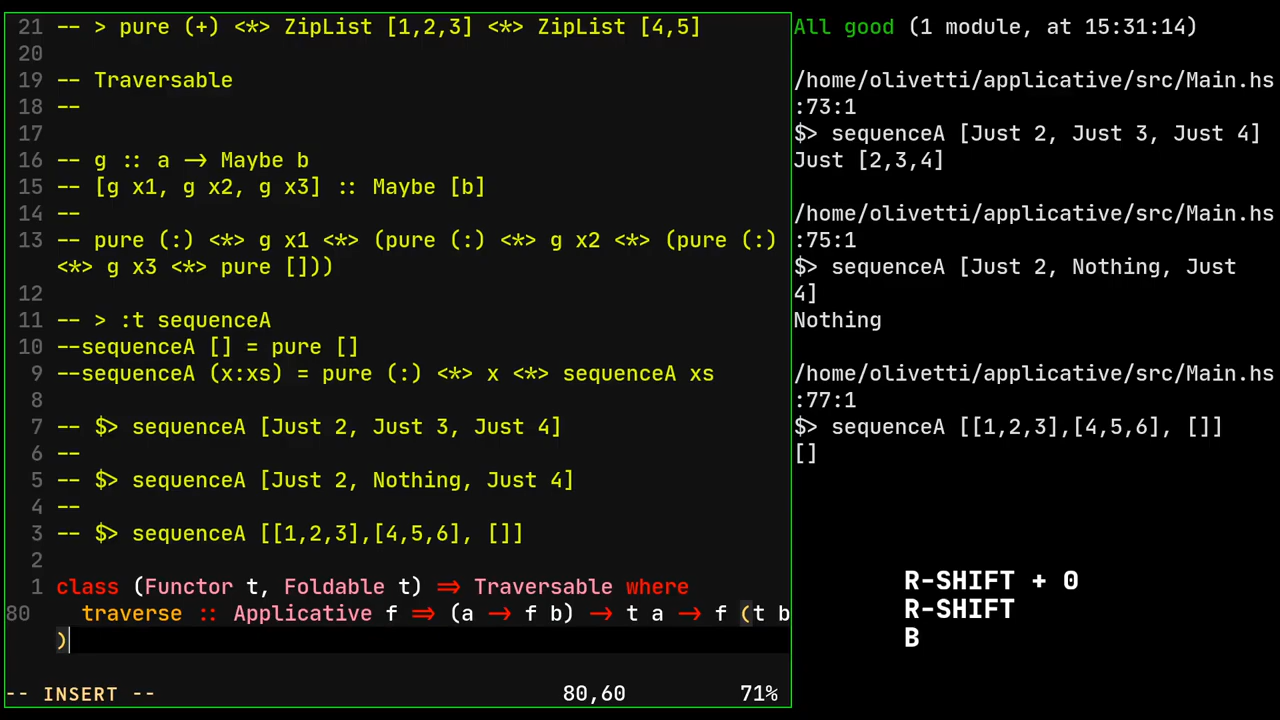 21 -- > pure (+) <*> ZipList [1,2,3] <*> ZipList [4,5]
20
19 -- Traversable
18 --
17
16 -- g :: a → Maybe b
15 -- [g x1, g x2, g x3] :: Maybe [b]
14 --
13 -- pure (:) <*> g x1 <*> (pure (:) <*> g x2 <*> (pure (:)
<*> g x3 <*> pure []))
12
11 -- > :t sequenceA
10 --sequenceA [] = pure []
9 --sequenceA (x:xs) = pure (:) <*> x <*> sequenceA xs
8
7 -- $> sequenceA [Just 2, Just 3, Just 4]
6 --
5 -- $> sequenceA [Just 2, Nothing, Just 4]
4 --
3 -- $> sequenceA [[1,2,3],[4,5,6], []]
2
1 class (Functor t, Foldable t) ⇒ Traversable where
80 traverse :: Applicative f ⇒ (a → f b) → t a → f (t b
)
-- INSERT -- 80,60 71%
All good (1 module, at 15:31:14)
/home/olivetti/applicative/src/Main.hs
:73:1
$> sequenceA [Just 2, Just 3, Just 4]
Just [2,3,4]
/home/olivetti/applicative/src/Main.hs
:75:1
$> sequenceA [Just 2, Nothing, Just
4]
Nothing
/home/olivetti/applicative/src/Main.hs
:77:1
$> sequenceA [[1,2,3],[4,5,6], []]
[]
R-SHIFT + 0
R-SHIFT
B